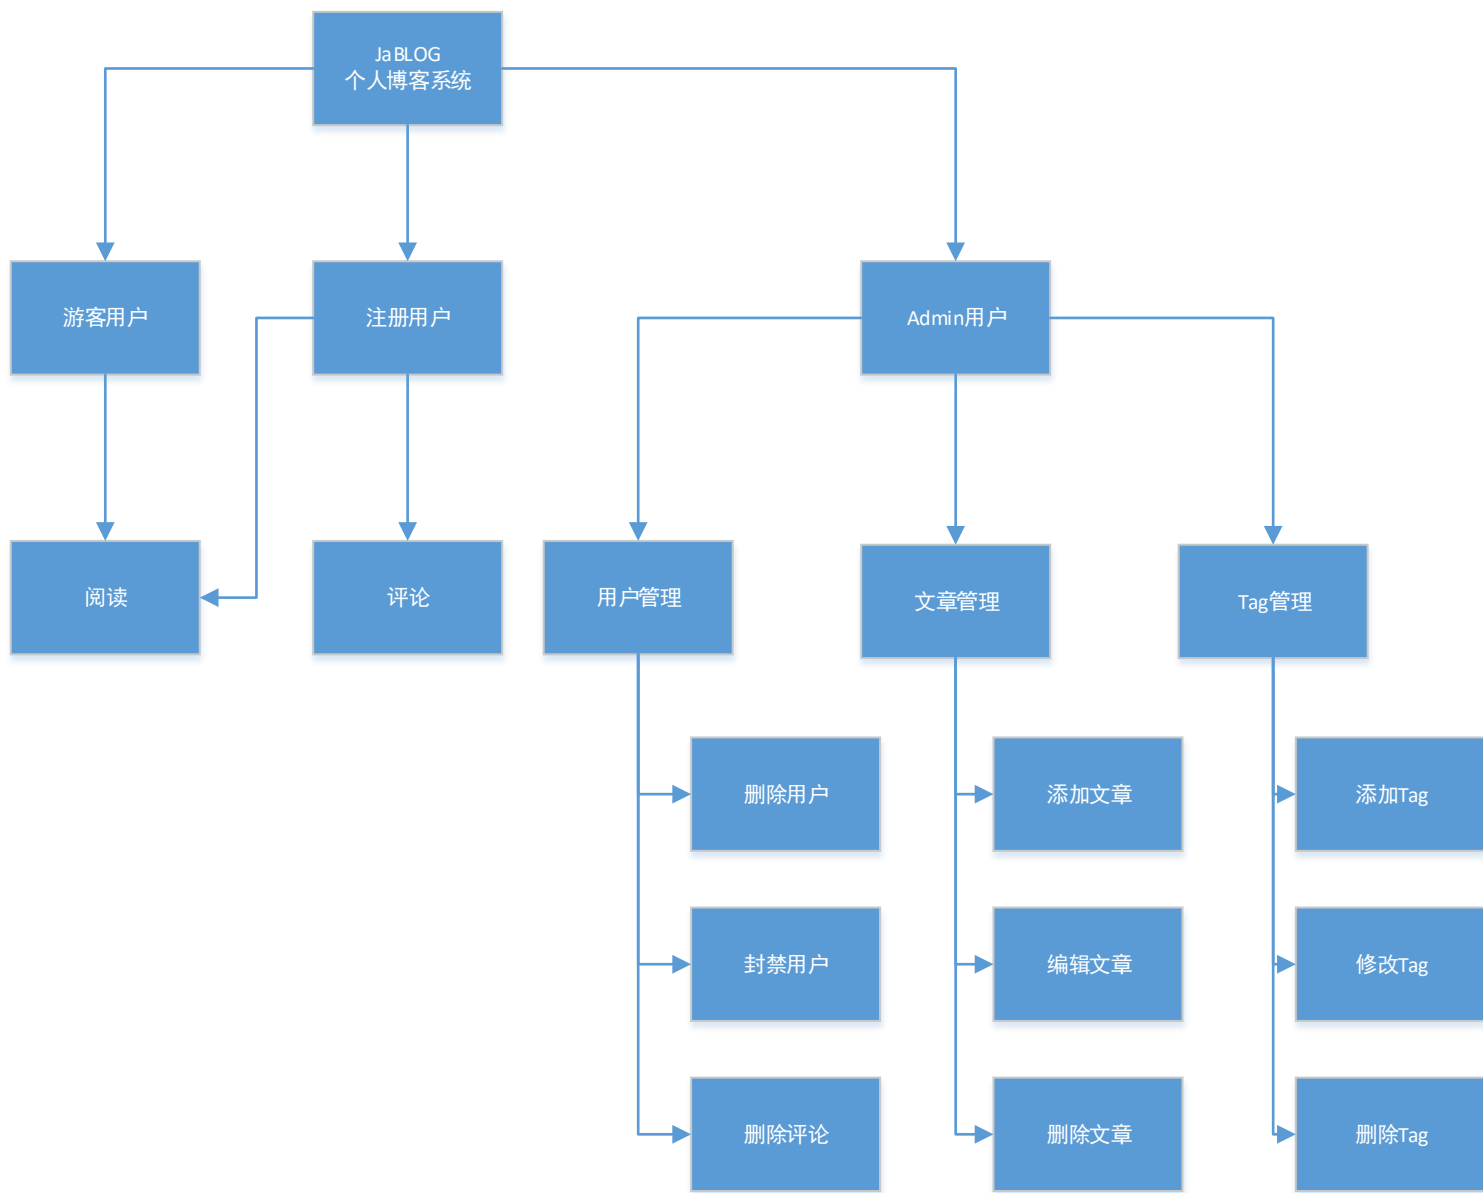 JaBLOG
个人博客系统
游客用户
注册用户
Admin用户
阅读
评论
用户管理
文章管理
Tag管理
删除用户
添加文章
添加Tag
封禁用户
编辑文章
修改Tag
删除评论
删除文章
删除Tag